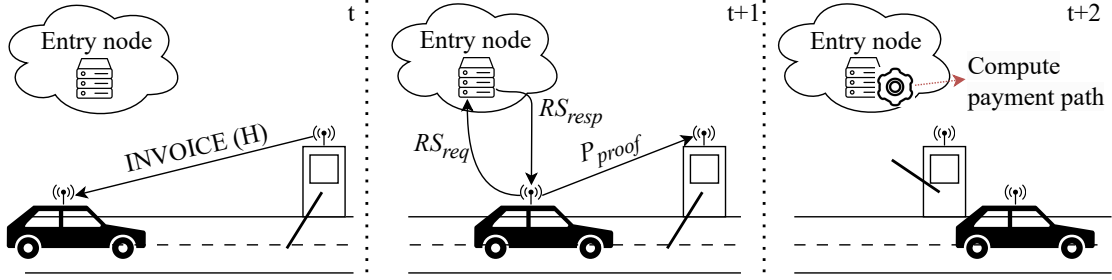 t
Entry node
INVOICE (H)
t+1
Entry node
RS_req
RS_resp
P_proof
t+2
Entry node
Compute
payment path